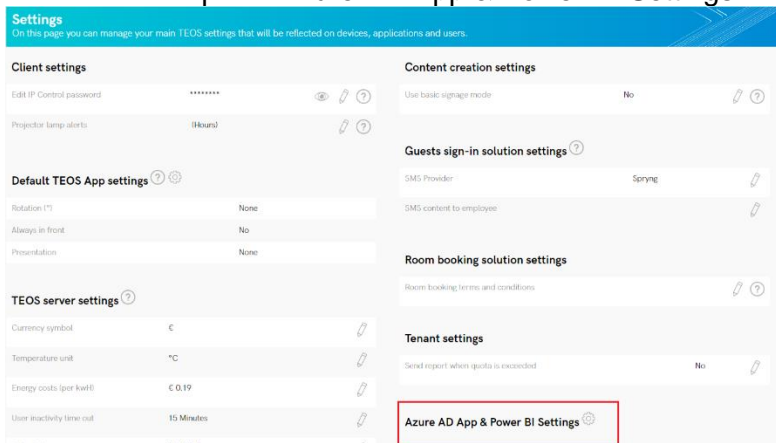 Settings
On this page you can manage your main TEOS settings that will be reflected on devices, applications and users.
Client settings
Edit IP Control password ********
Projector lamp alerts (Hours)
Default TEOS App settings
Rotation (°) None
Always in front No
Presentation None
TEOS server settings
Currency symbol €
Temperature unit °C
Energy costs (per kwH) € 0.19
User inactivity time out 15 Minutes
Content creation settings
Use basic signage mode No
Guests sign-in solution settings
SMS Provider Spryng
SMS content to employee
Room booking solution settings
Room booking terms and conditions
Tenant settings
Send report when quota is exceeded No
Azure AD App & Power BI Settings